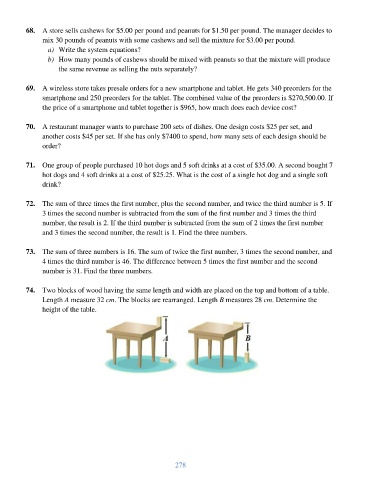 68. A store sells cashews for $5.00 per pound and peanuts for $1.50 per pound. The manager decides to
mix 30 pounds of peanuts with some cashews and sell the mixture for $3.00 per pound.
a) Write the system equations?
b) How many pounds of cashews should be mixed with peanuts so that the mixture will produce
the same revenue as selling the nuts separately?
69. A wireless store takes presale orders for a new smartphone and tablet. He gets 340 preorders for the
smartphone and 250 preorders for the tablet. The combined value of the preorders is $270,500.00. If
the price of a smartphone and tablet together is $965, how much does each device cost?
70. A restaurant manager wants to purchase 200 sets of dishes. One design costs $25 per set, and
another costs $45 per set. If she has only $7400 to spend, how many sets of each design should be
order?
71. One group of people purchased 10 hot dogs and 5 soft drinks at a cost of $35.00. A second bought 7
hot dogs and 4 soft drinks at a cost of $25.25. What is the cost of a single hot dog and a single soft
drink?
72. The sum of three times the first number, plus the second number, and twice the third number is 5. If
3 times the second number is subtracted from the sum of the first number and 3 times the third
number, the result is 2. If the third number is subtracted from the sum of 2 times the first number
and 3 times the second number, the result is 1. Find the three numbers.
73. The sum of three numbers is 16. The sum of twice the first number, 3 times the second number, and
4 times the third number is 46. The difference between 5 times the first number and the second
number is 31. Find the three numbers.
74. Two blocks of wood having the same length and width are placed on the top and bottom of a table.
Length A measure 32 cm. The blocks are rearranged. Length B measures 28 cm. Determine the
height of the table.
A B
278